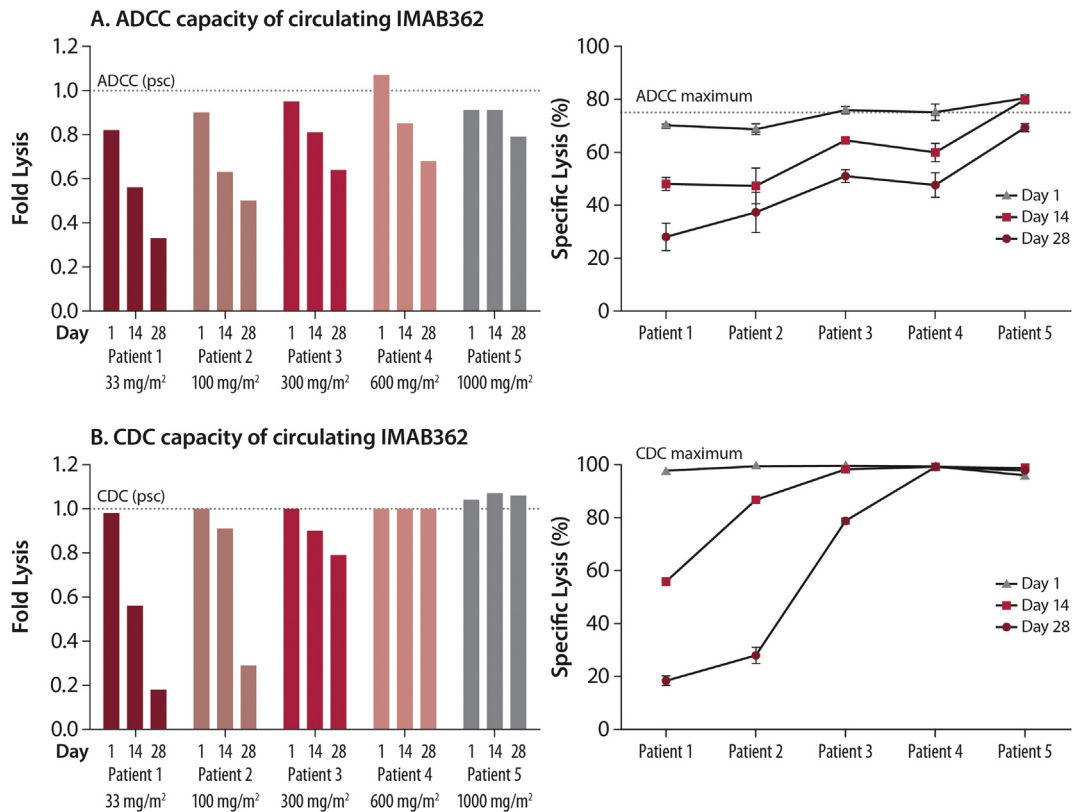 A. ADCC capacity of circulating IMAB362
Fold Lysis
1.2
1.0
0.8
0.6
0.4
0.2
0.0
ADCC (psc)
Day 1 14 28 1 14 28 1 14 28 1 14 28 1 14 28
Patient 1 Patient 2 Patient 3 Patient 4 Patient 5
33 mg/m² 100 mg/m² 300 mg/m² 600 mg/m² 1000 mg/m²
Specific Lysis (%)
100
80
60
40
20
0
ADCC maximum
Day 1
Day 14
Day 28
Patient 1 Patient 2 Patient 3 Patient 4 Patient 5
B. CDC capacity of circulating IMAB362
Fold Lysis
1.2
1.0
0.8
0.6
0.4
0.2
0.0
CDC (psc)
Day 1 14 28 1 14 28 1 14 28 1 14 28 1 14 28
Patient 1 Patient 2 Patient 3 Patient 4 Patient 5
33 mg/m² 100 mg/m² 300 mg/m² 600 mg/m² 1000 mg/m²
Specific Lysis (%)
CDC maximum
100
80
60
40
20
0
Day 1
Day 14
Day 28
Patient 1 Patient 2 Patient 3 Patient 4 Patient 5